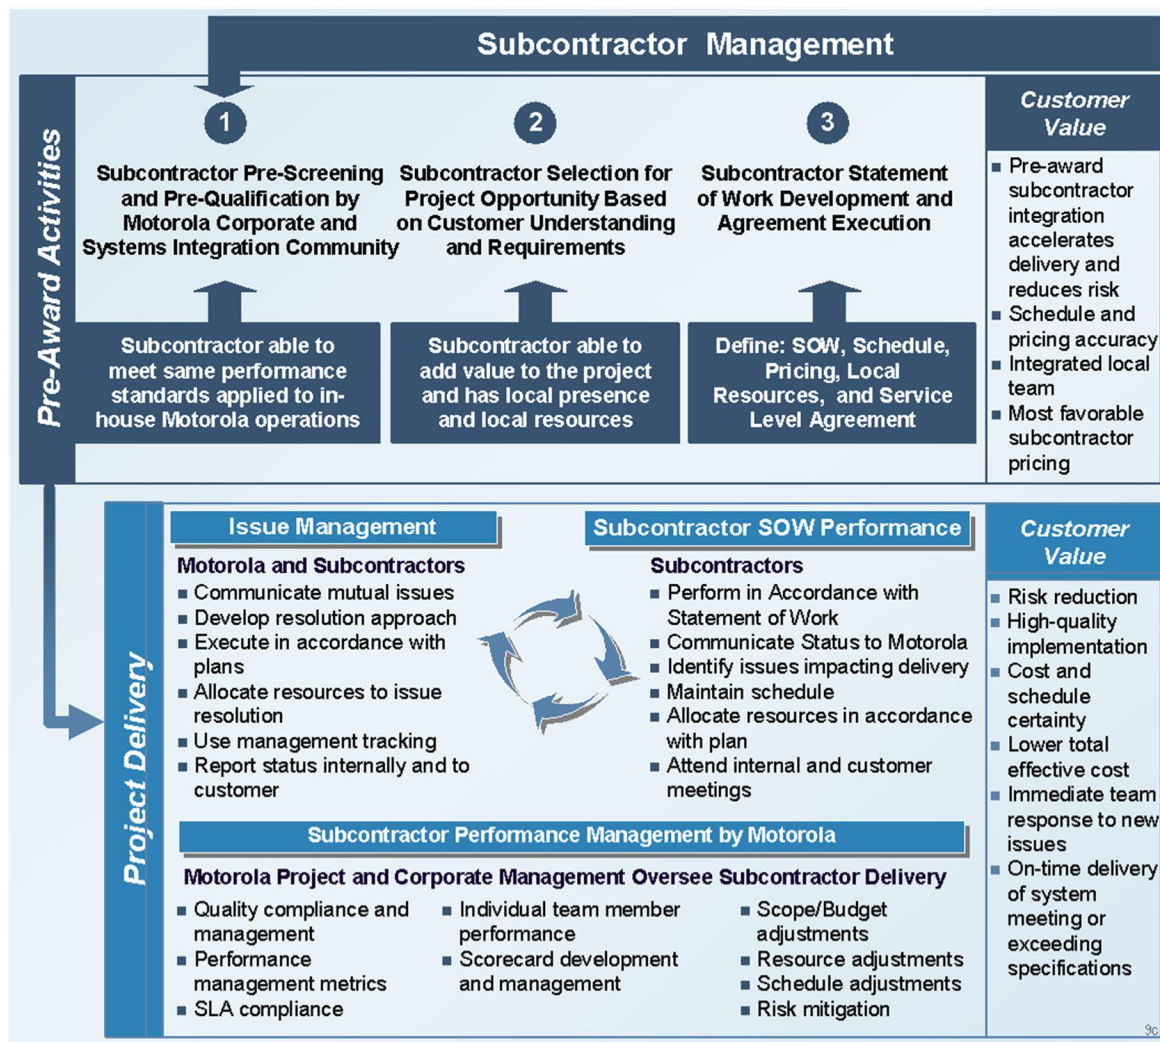 Subcontractor Management
Pre-Award Activities
1
Subcontractor Pre-Screening
and Pre-Qualification by
Motorola Corporate and
Systems Integration Community
2
Subcontractor Selection for
Project Opportunity Based
on Customer Understanding
and Requirements
3
Subcontractor Statement
of Work Development and
Agreement Execution
Subcontractor able to
meet same performance
standards applied to in-
house Motorola operations
Subcontractor able to
add value to the project
and has local presence
and local resources
Define: SOW, Schedule,
Pricing, Local
Resources, and Service
Level Agreement
Customer
Value
▪ Pre-award
subcontractor
integration
accelerates
delivery and
reduces risk
▪ Schedule and
pricing accuracy
▪ Integrated local
team
▪ Most favorable
subcontractor
pricing
Project Delivery
Issue Management
Motorola and Subcontractors
▪ Communicate mutual issues
▪ Develop resolution approach
▪ Execute in accordance with
plans
▪ Allocate resources to issue
resolution
▪ Use management tracking
▪ Report status internally and to
customer
Subcontractor SOW Performance
Subcontractors
▪ Perform in Accordance with
Statement of Work
▪ Communicate Status to Motorola
▪ Identify issues impacting delivery
▪ Maintain schedule
▪ Allocate resources in accordance
with plan
▪ Attend internal and customer
meetings
Subcontractor Performance Management by Motorola
Motorola Project and Corporate Management Oversee Subcontractor Delivery
▪ Quality compliance and
management
▪ Performance
management metrics
▪ SLA compliance
▪ Individual team member
performance
▪ Scorecard development
and management
▪ Scope/Budget
adjustments
▪ Resource adjustments
▪ Schedule adjustments
▪ Risk mitigation
Customer
Value
▪ Risk reduction
▪ High-quality
implementation
▪ Cost and
schedule
certainty
▪ Lower total
effective cost
▪ Immediate team
response to new
issues
▪ On-time delivery
of system
meeting or
exceeding
specifications
9c